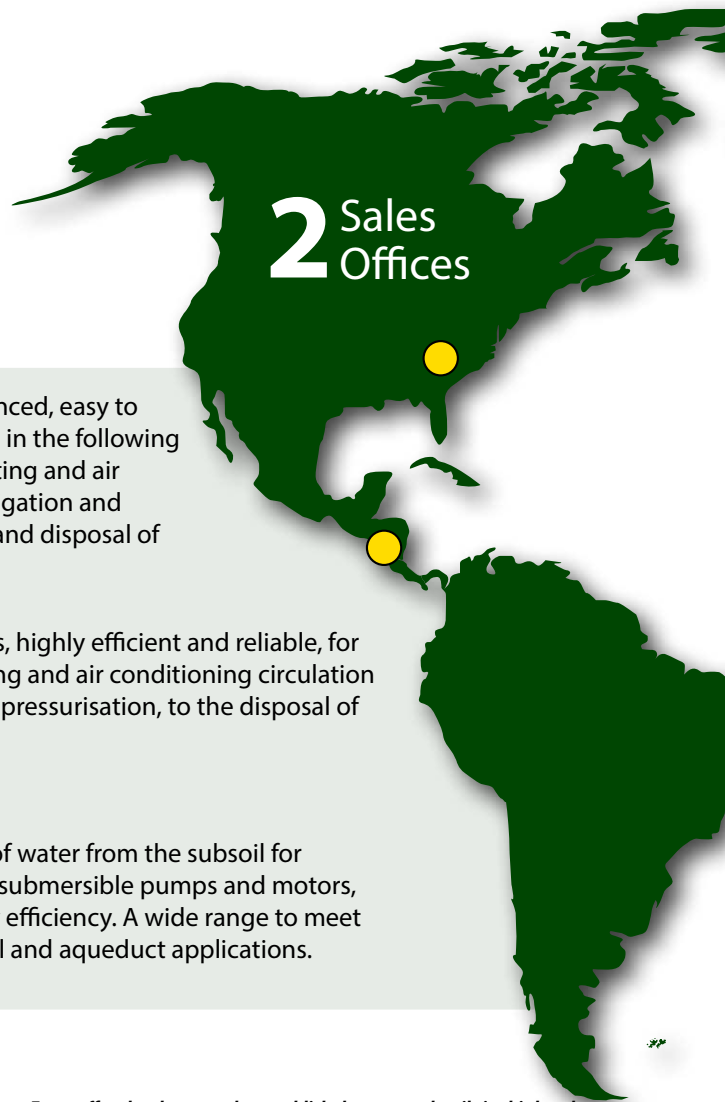 2 Sales
Offices
nced, easy to
in the following
ting and air
gation and
and disposal of
s, highly efficient and reliable, for
ng and air conditioning circulation
pressurisation, to the disposal of
of water from the subsoil for
submersible pumps and motors,
efficiency. A wide range to meet
l and aqueduct applications.